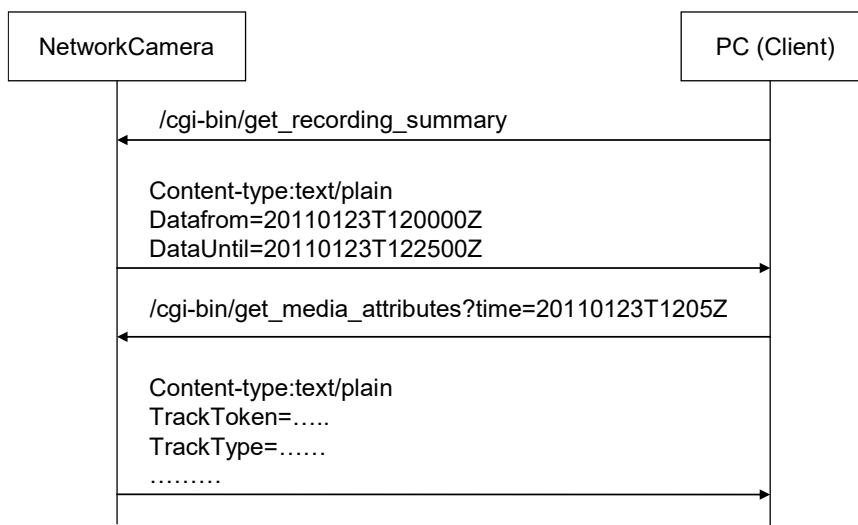 NetworkCamera
PC (Client)
/cgi-bin/get_recording_summary
Content-type:text/plain
Datafrom=20110123T120000Z
DataUntil=20110123T122500Z
/cgi-bin/get_media_attributes?time=20110123T1205Z
Content-type:text/plain
TrackToken=…..
TrackType=……
………